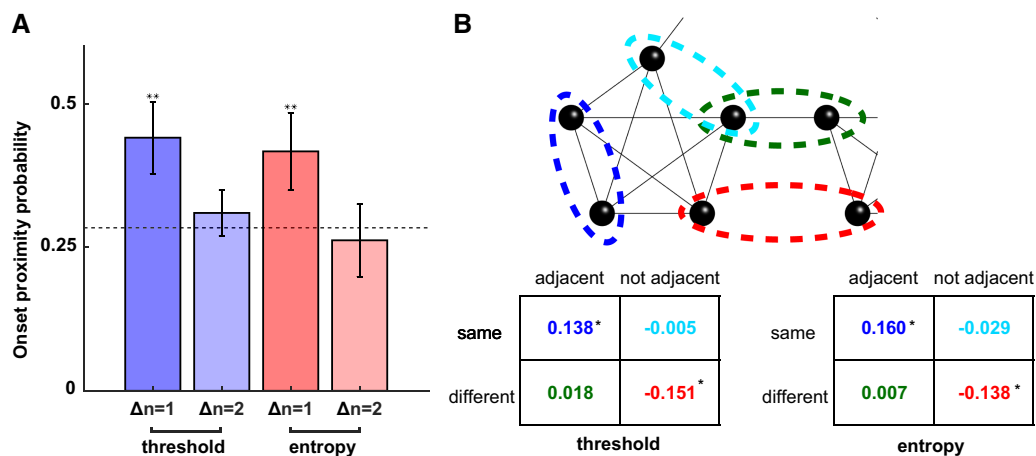 A
Onset proximity probability
0.5
0.25
0
**
**
Δn=1 Δn=2 Δn=1 Δn=2
threshold entropy
B
adjacent not adjacent
same 0.138* -0.005
different 0.018 -0.151*
threshold
adjacent not adjacent
same 0.160* -0.029
different 0.007 -0.138*
entropy